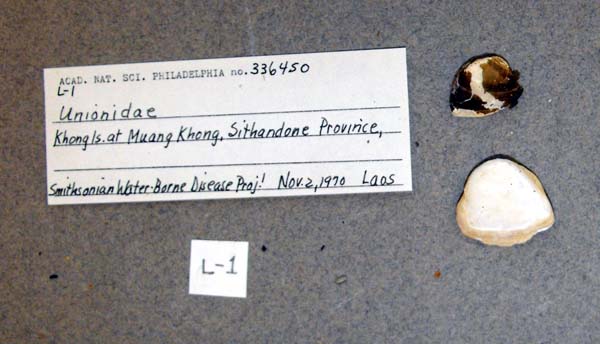 ACAD. NAT. SCI. PHILADELPHIA no. 336450
L-1
Unionidae
Khong Is. at Muang Khong, Sithandone Province,
Smithsonian Water-Borne Disease Proj! Nov. 2, 1970 Laos
L-1